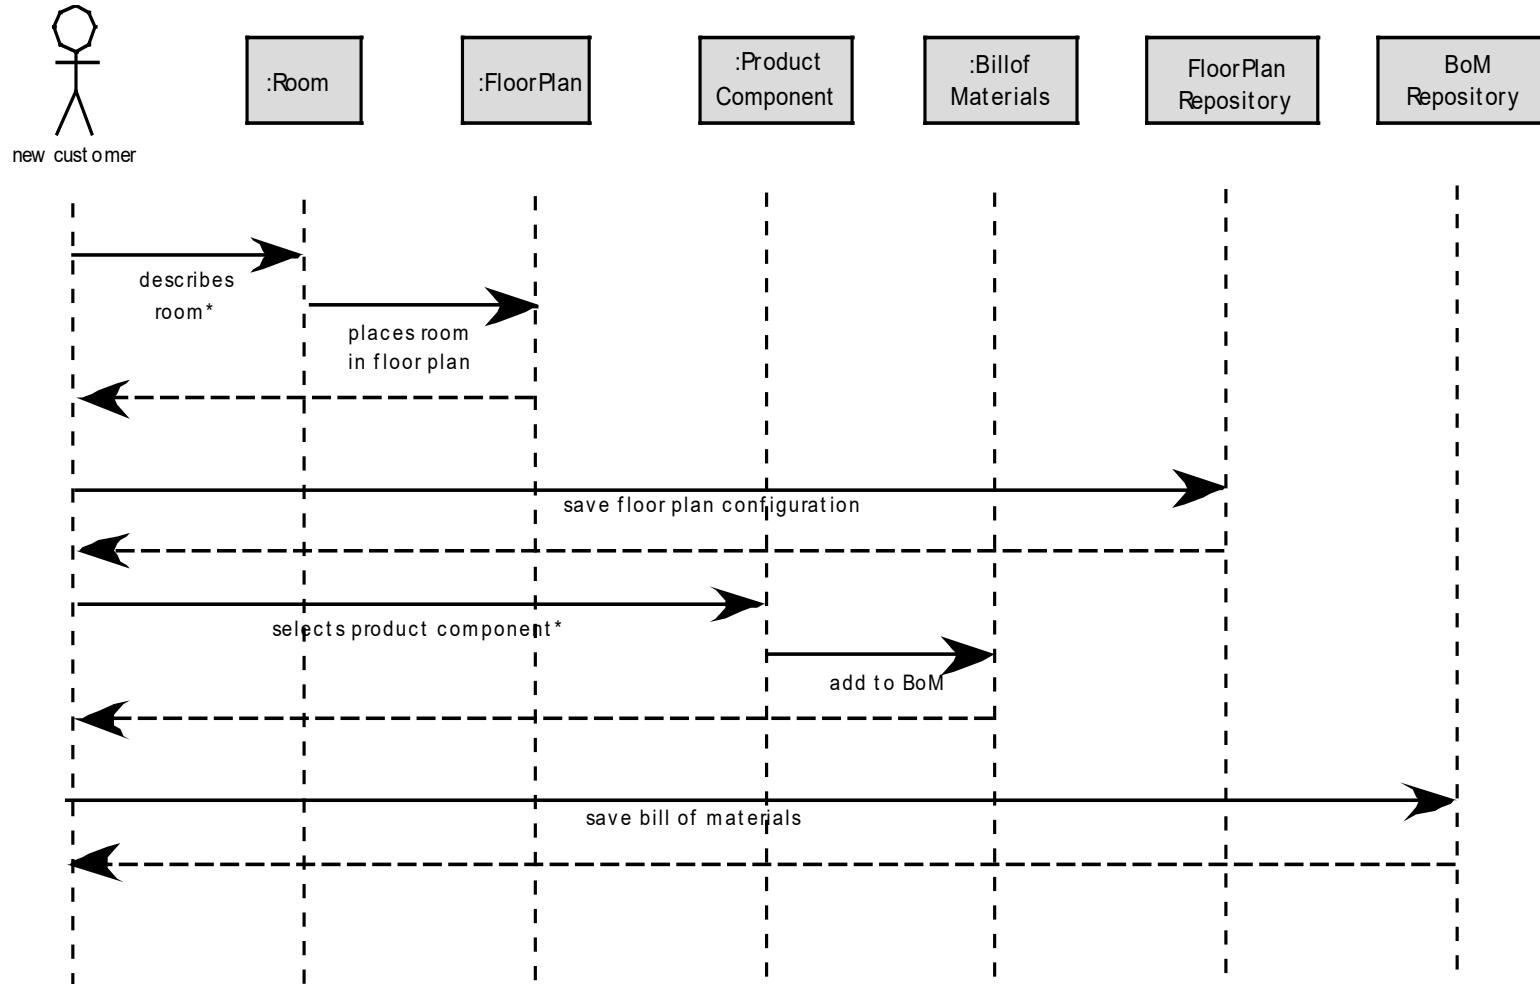 :Room
:FloorPlan
:Product
Component
:Billof
Materials
FloorPlan
Repository
BoM
Repository
new customer
describes
room*
places room
in floor plan
save floor plan configuration
selects product component*
add to BoM
save bill of materials